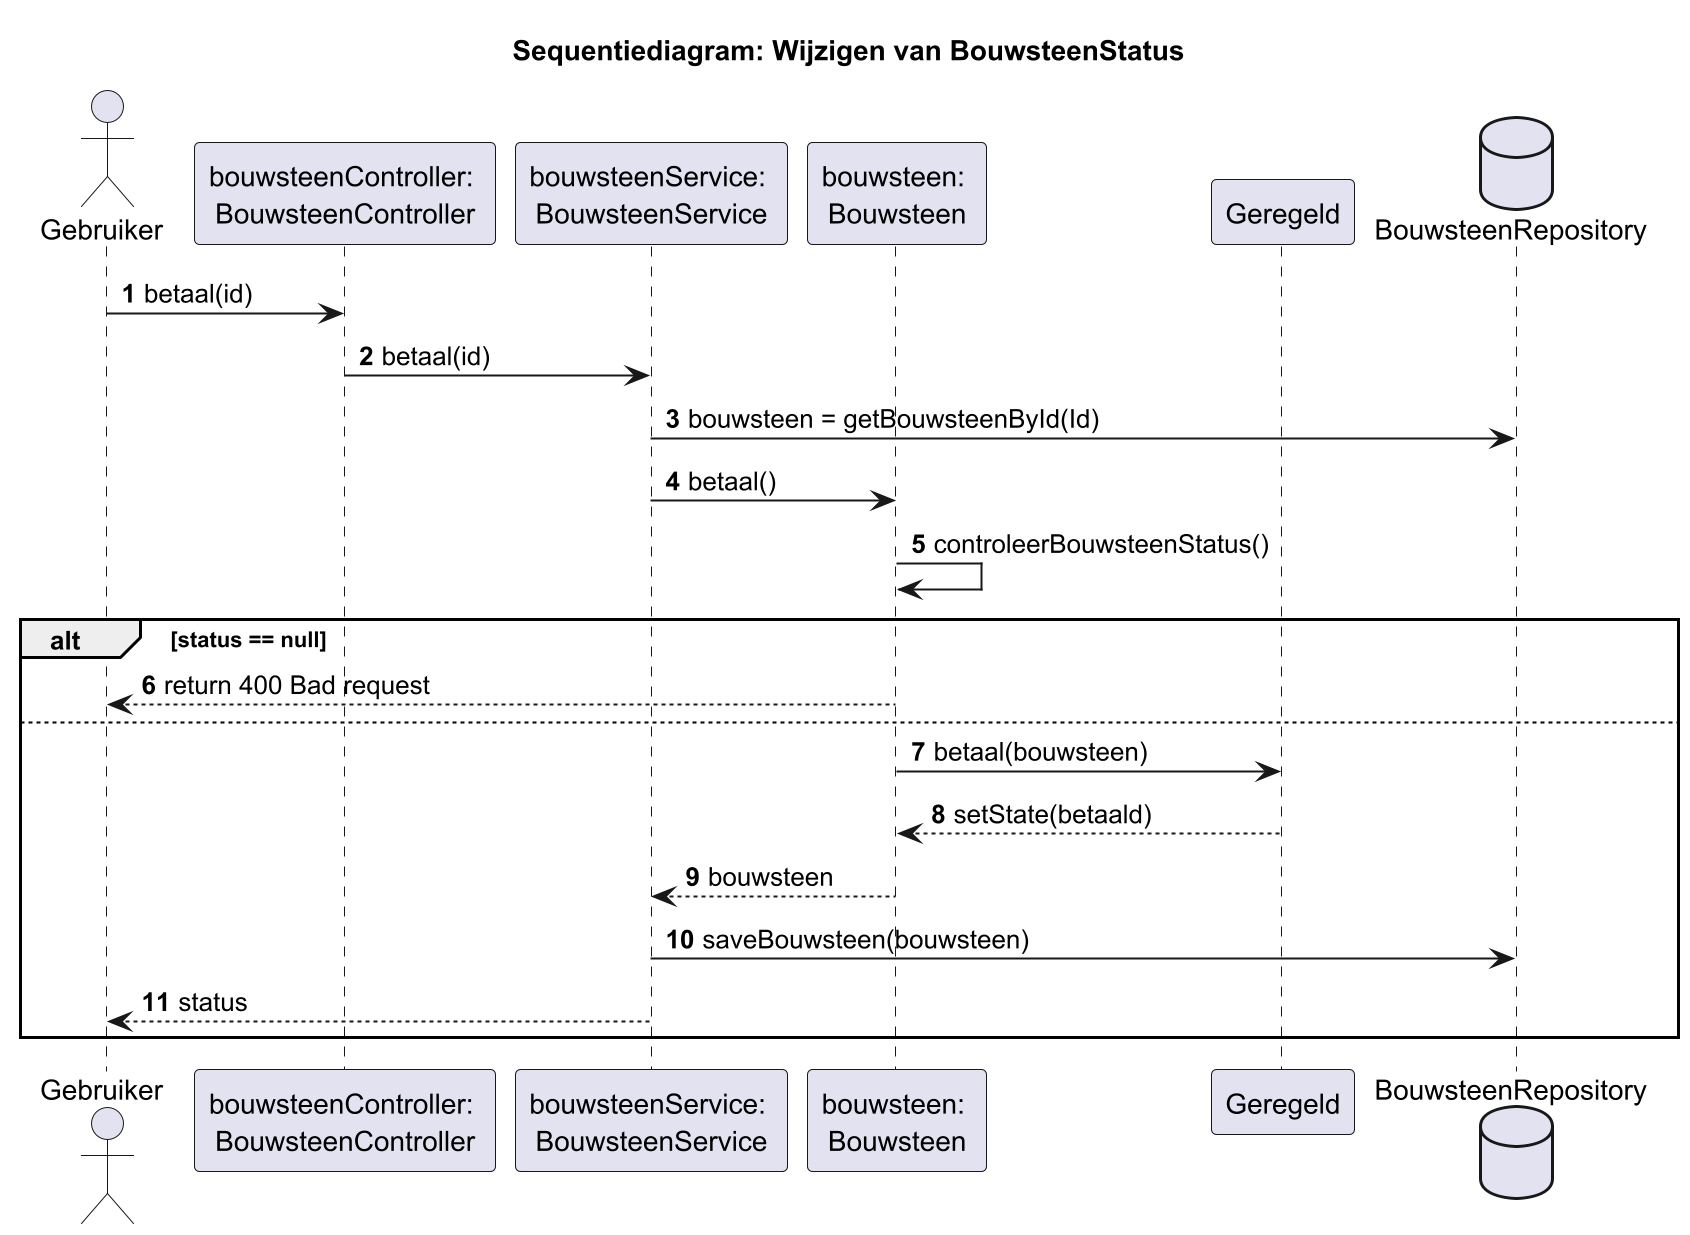 Sequentiediagram: Wijzigen van BouwsteenStatus
Gebruiker
bouwsteenController:
BouwsteenController
bouwsteenService:
BouwsteenService
bouwsteen:
Bouwsteen
Geregeld
BouwsteenRepository
1 betaal(id)
2 betaal(id)
3 bouwsteen = getBouwsteenById(Id)
4 betaal()
5 controleerBouwsteenStatus()
alt [status == null]
6 return 400 Bad request
7 betaal(bouwsteen)
8 setState(betaald)
9 bouwsteen
10 saveBouwsteen(bouwsteen)
11 status
Gebruiker
bouwsteenController:
BouwsteenController
bouwsteenService:
BouwsteenService
bouwsteen:
Bouwsteen
Geregeld
BouwsteenRepository